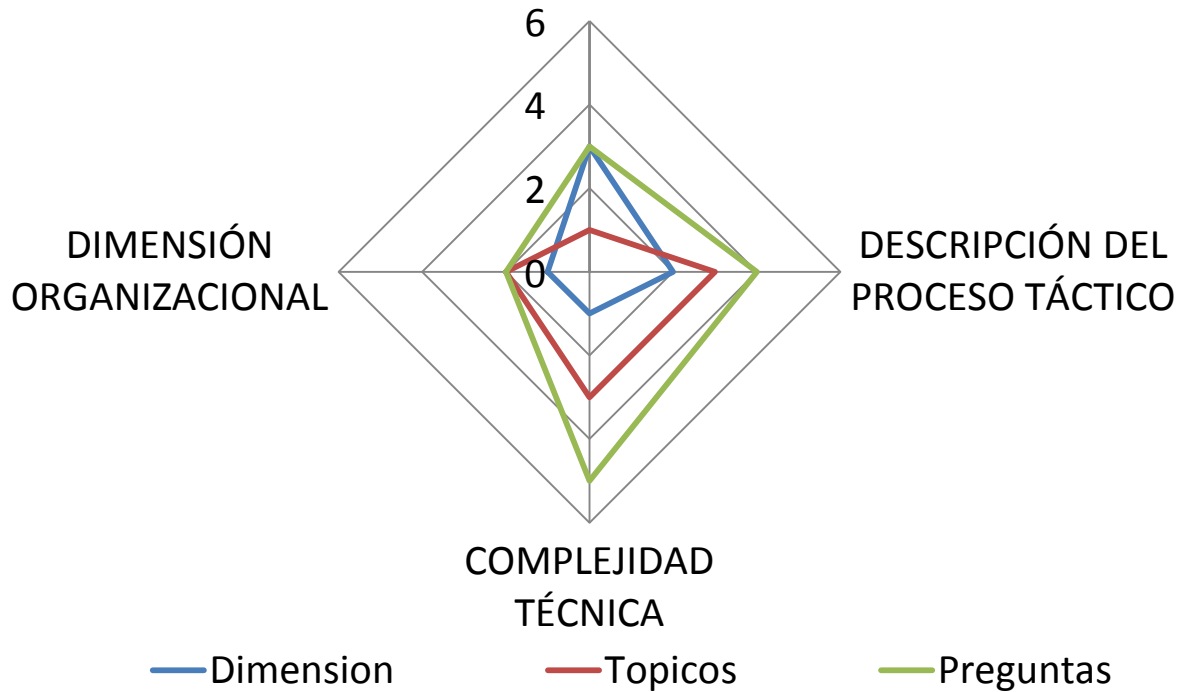 6
4
2
0
DIMENSIÓN
ORGANIZACIONAL
DESCRIPCIÓN DEL
PROCESO TÁCTICO
COMPLEJIDAD
TÉCNICA
Dimension Topicos Preguntas